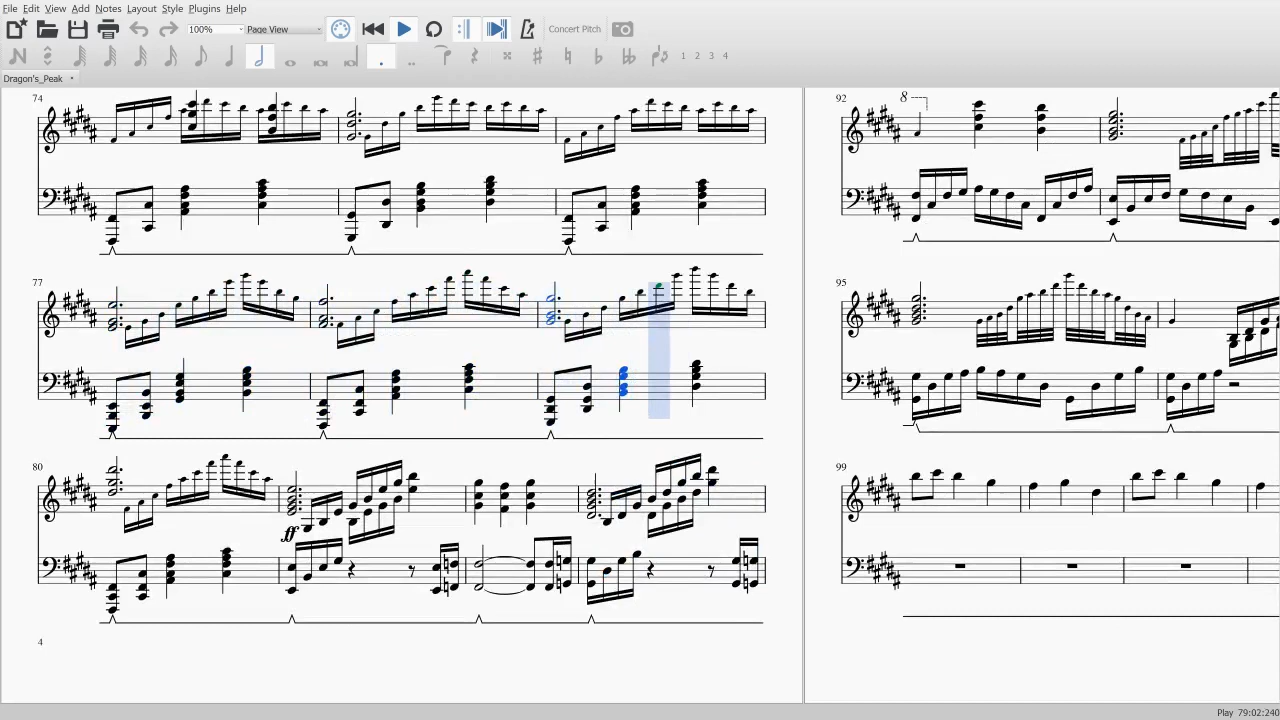 File Edit View Add Notes Layout Style Plugins Help
100% Page View Concert Pitch
1 2 3 4
Dragon's_Peak
74
92
8
77
95
80
99
ff
4
Play 79:02:240